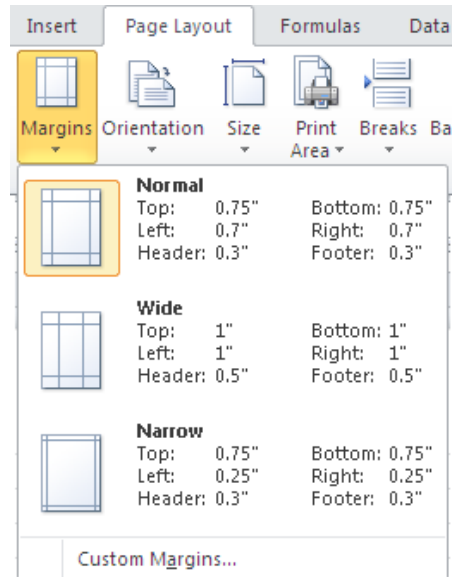 Insert Page Layout Formulas Data
Margins Orientation Size Print Breaks
Area
Normal
Top: 0.75" Bottom: 0.75"
Left: 0.7" Right: 0.7"
Header: 0.3" Footer: 0.3"
Wide
Top: 1" Bottom: 1"
Left: 1" Right: 1"
Header: 0.5" Footer: 0.5"
Narrow
Top: 0.75" Bottom: 0.75"
Left: 0.25" Right: 0.25"
Header: 0.3" Footer: 0.3"
Custom Margins...